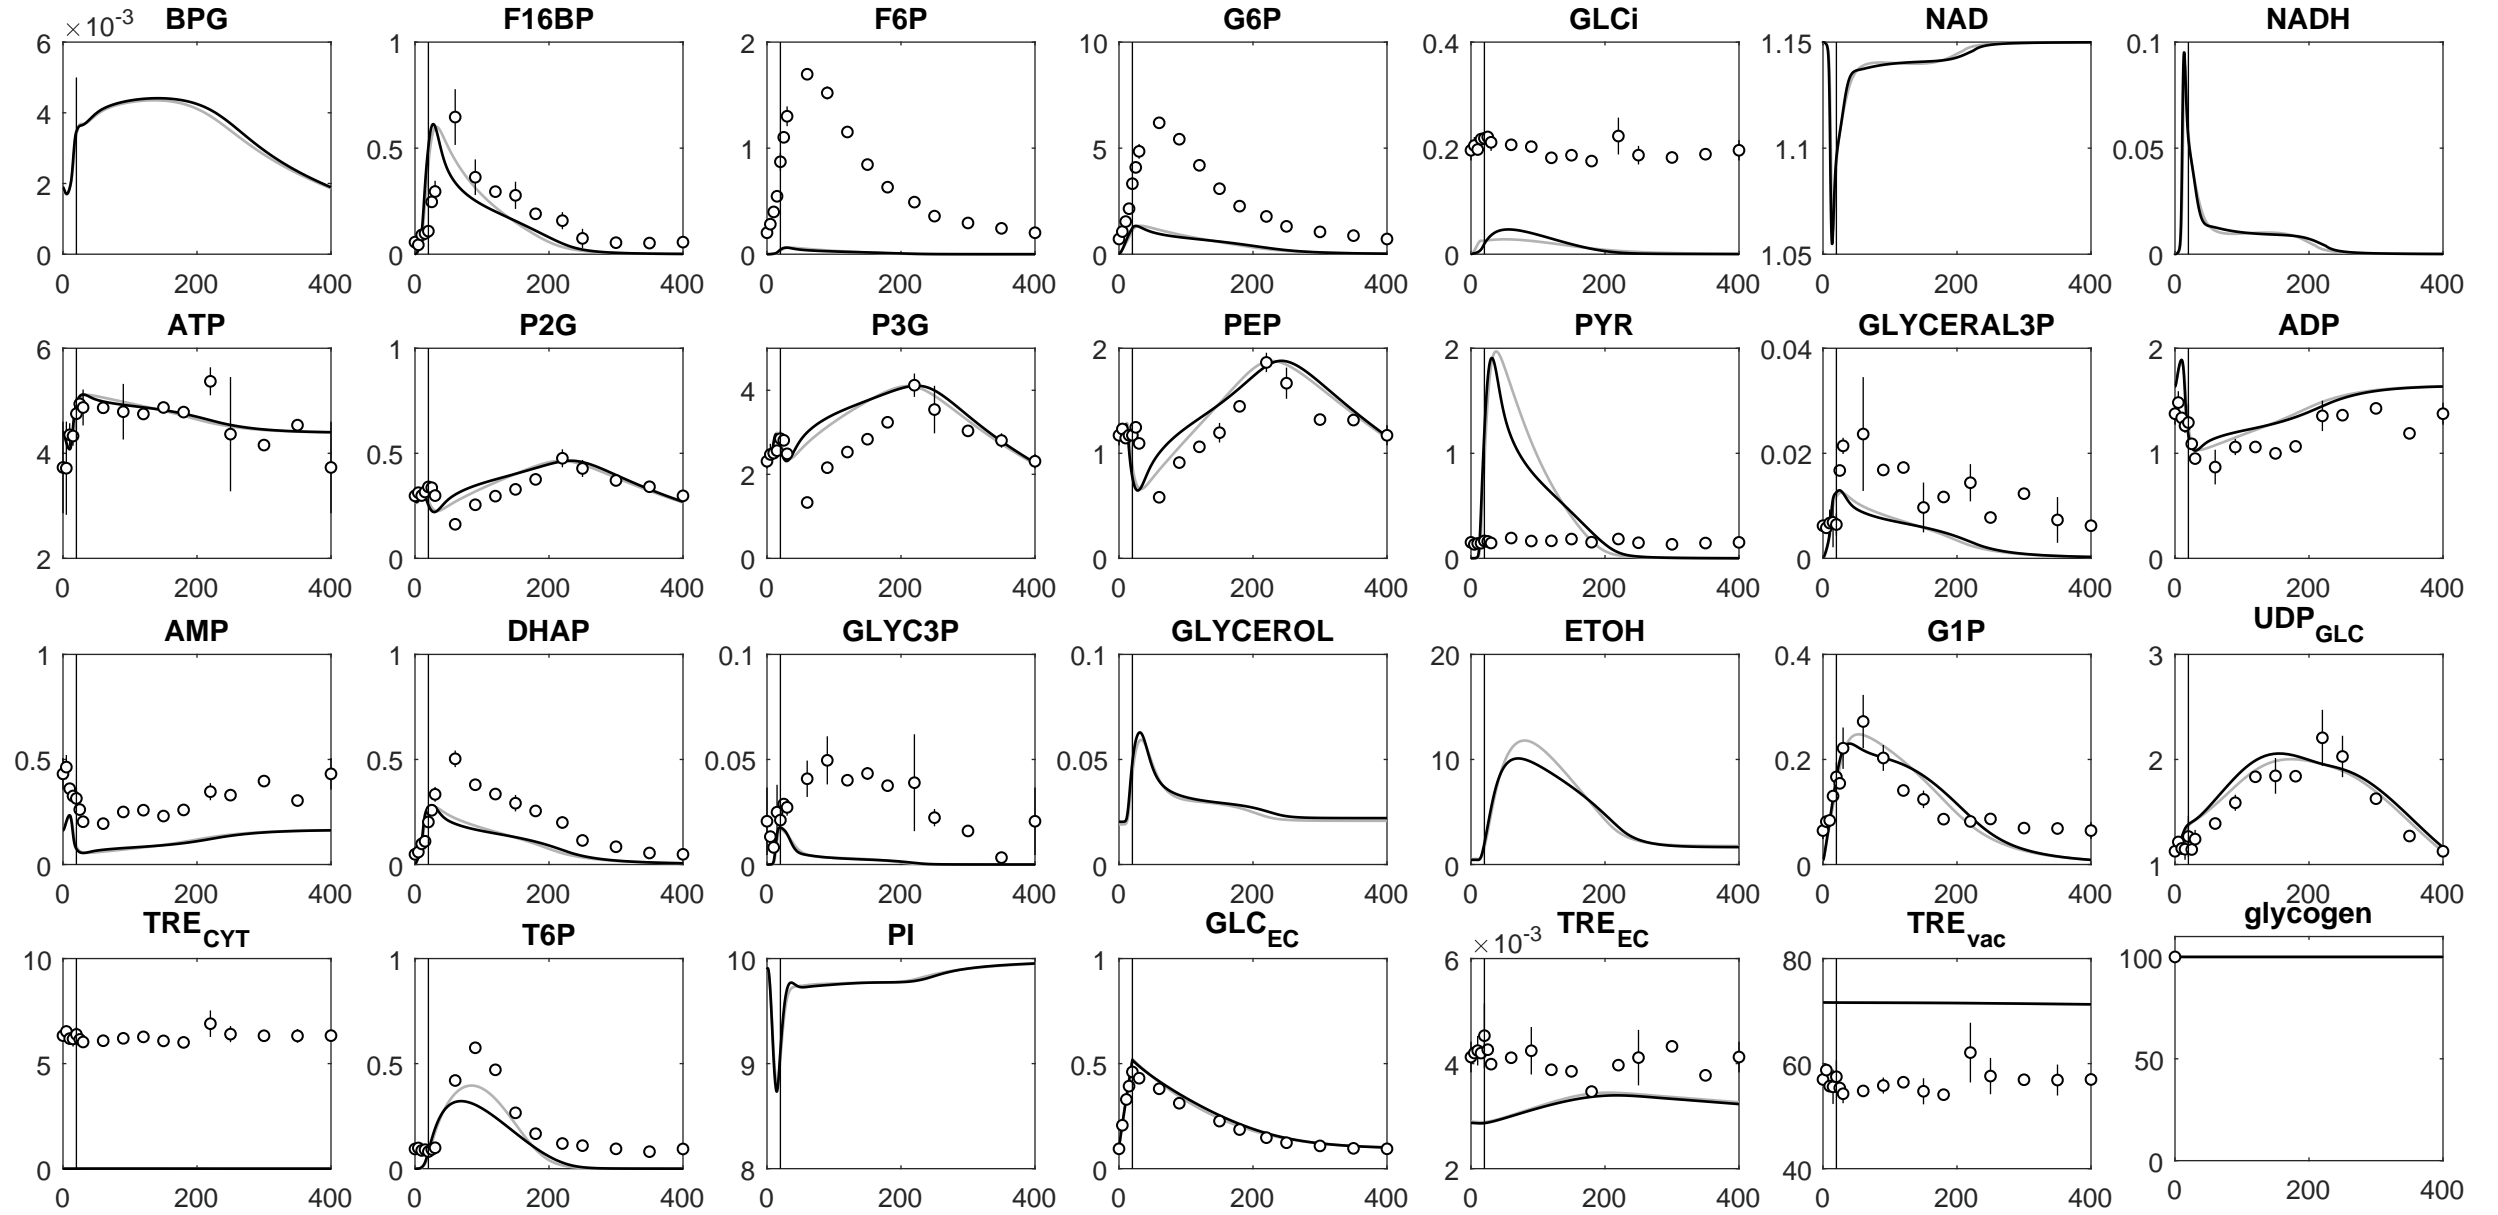 BPG F16BP F6P G6P GLCi NAD NADH
×10-3
6 1 2 10 0.4 1.15 0.1
4
2 0.5 1 5 0.2 1.1 0.05
0 0 0 0 0 1.05 0
0 200 400 0 200 400 0 200 400 0 200 400 0 200 400 0 200 400 0 200 400
ATP P2G P3G PEP PYR GLYCERAL3P ADP
6 1 2 2 0.04 2
4 0.5 4 1 1 0.02 1
2
2 0 0 0 0 0 0
0 200 400 0 200 400 0 200 400 0 200 400 0 200 400 0 200 400 0 200 400
AMP DHAP GLYC3P GLYCEROL ETOH G1P UDPGLC
1 1 0.1 0.1 20 0.4 3
0.5 0.5 0.05 0.05 10 0.2 2
0 0 0 0 0 0 1
0 200 400 0 200 400 0 200 400 0 200 400 0 200 400 0 200 400 0 200 400
TRECYT T6P PI GLCEC TREEC TREvac glycogen
×10-3
10 1 10 1 6 80 100
5 0.5 9 0.5 4 60 50
0 0 8 0 2 40 0
0 200 400 0 200 400 0 200 400 0 200 400 0 200 400 0 200 400 0 200 400